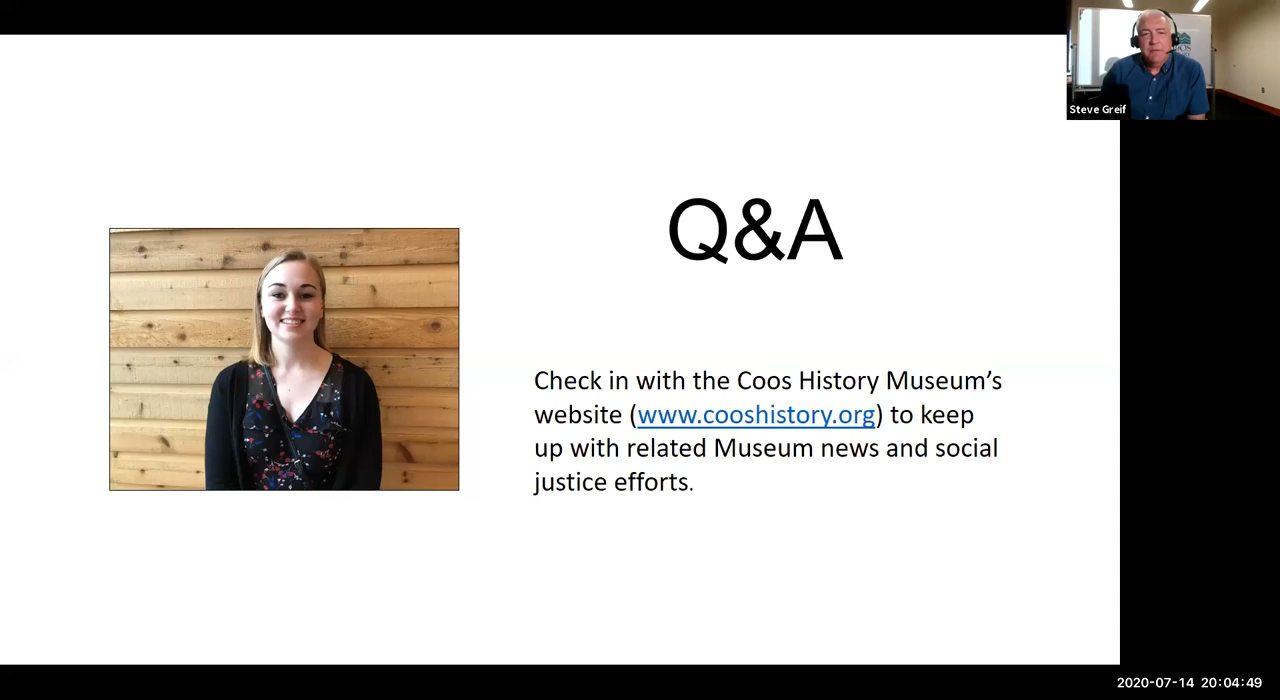 Steve Greif
Q&A
Check in with the Coos History Museum’s
website (www.cooshistory.org) to keep
up with related Museum news and social
justice efforts.
2020-07-14 20:04:49